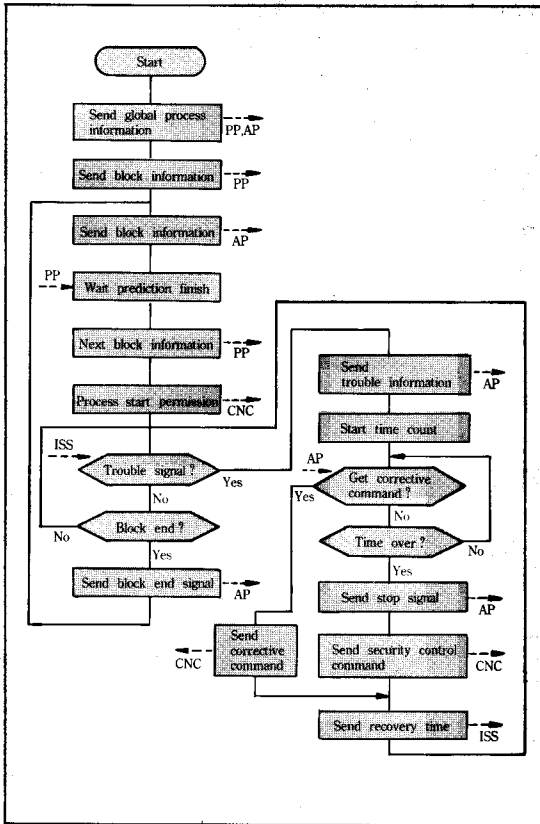 Start
Send global process
information
PP,AP
Send block information
PP
Send block information
AP
PP
Wait prediction finish
Next block information
PP
Process start permission
CNC
ISS
Trouble signal ?
Yes
No
Block end ?
No
Yes
Send block end signal
AP
Send
trouble information
AP
Start time count
AP
Get corrective
command ?
Yes
No
Time over ?
No
Yes
Send stop signal
AP
Send
corrective
command
CNC
Send security control
command
CNC
Send recovery time
ISS